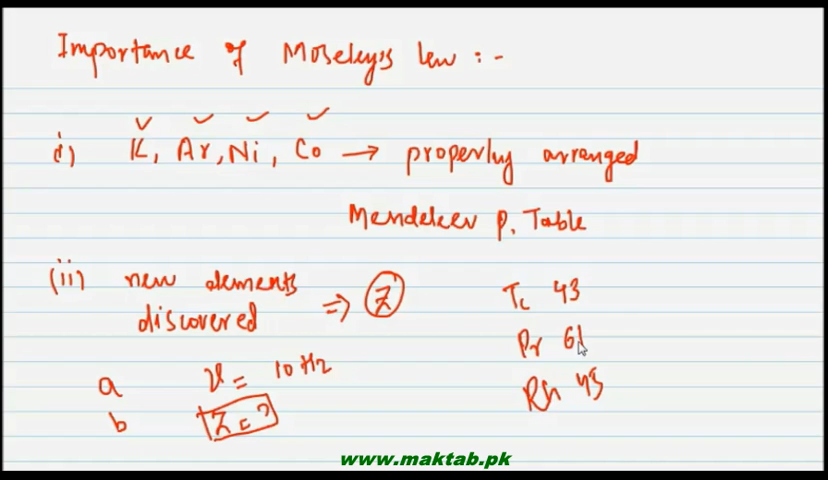 Importance of Moseley's law :-
i) K, Ar, Ni, Co → properly arranged
Mendeleev p. Table
(ii) new elements
discovered ⇒ Z
Tc 43
Pr 61
Rh 45
a ν = 10 Hz
b Z = ?
www.maktab.pk